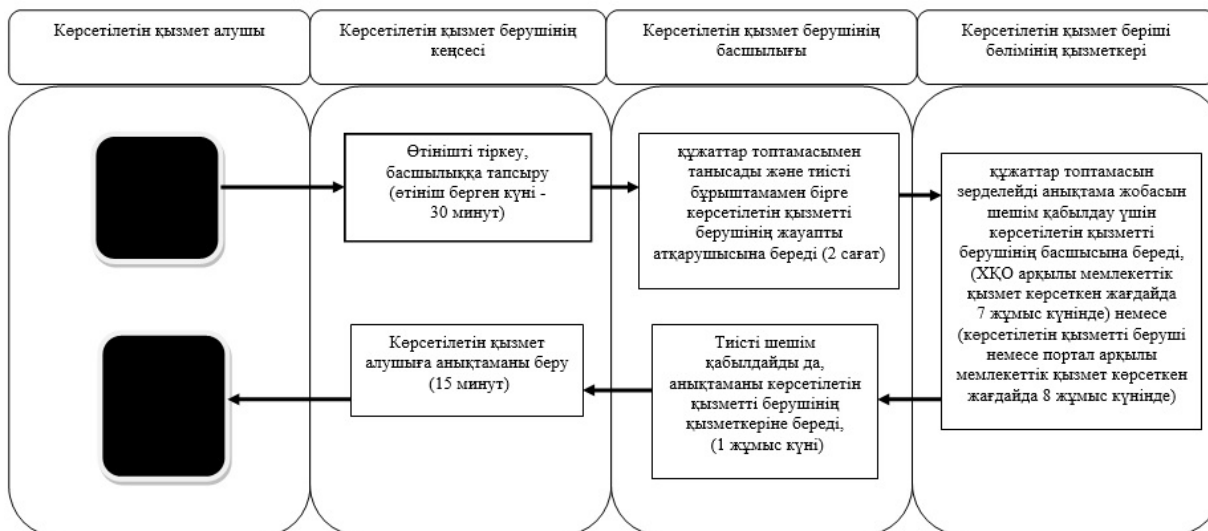 Көрсетілетін қызмет алушы
Көрсетілетін қызмет берушінің
кеңсесі
Көрсетілетін қызмет берушінің
басшылығы
Көрсетілетін қызмет беріші
бөлімінің қызметкері
Өтінішті тіркеу,
басшылыққа тапсыру
(өтініш берген күні -
30 минут)
құжаттар топтамасымен
танысады және тиісті
бұрыштамамен бірге
көрсетілетін қызметті
берушінің жауапты
атқарушысына береді (2 сағат)
құжаттар топтамасын
зерделейді анықтама жобасын
шешім қабылдау үшін
көрсетілетін қызметті
берушінің басшысына береді,
(ХҚО арқылы мемлекеттік
қызмет көрсеткен жағдайда
7 жұмыс күнінде) немесе
(көрсетілетін қызметті беруші
немесе портал арқылы
мемлекеттік қызмет көрсеткен
жағдайда 8 жұмыс күнінде)
Тиісті шешім
қабылдайды да,
анықтаманы көрсетілетін
қызметті берушінің
қызметкеріне береді,
(1 жұмыс күні)
Көрсетілетін қызмет
алушыға анықтаманы беру
(15 минут)